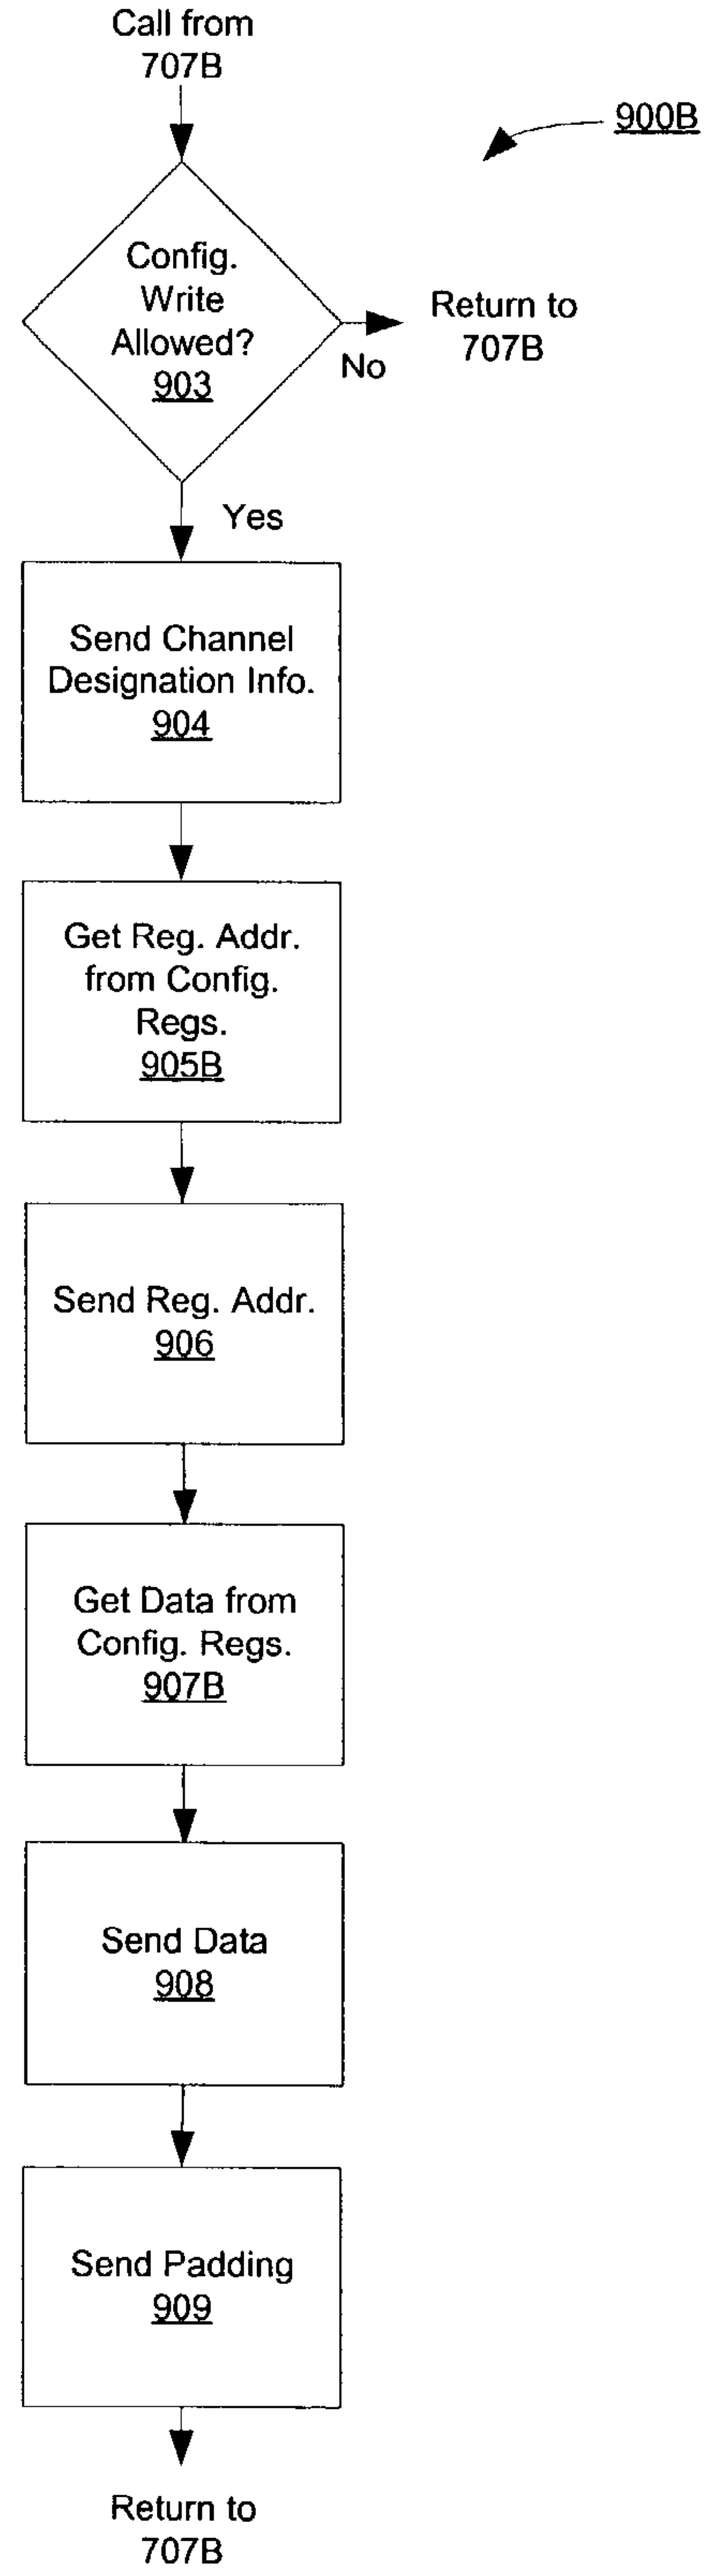 Call from
707B
900B
Config.
Write
Allowed?
903
Return to
707B
No
Yes
Send Channel
Designation Info.
904
Get Reg. Addr.
from Config.
Regs.
905B
Send Reg. Addr.
906
Get Data from
Config. Regs.
907B
Send Data
908
Send Padding
909
Return to
707B